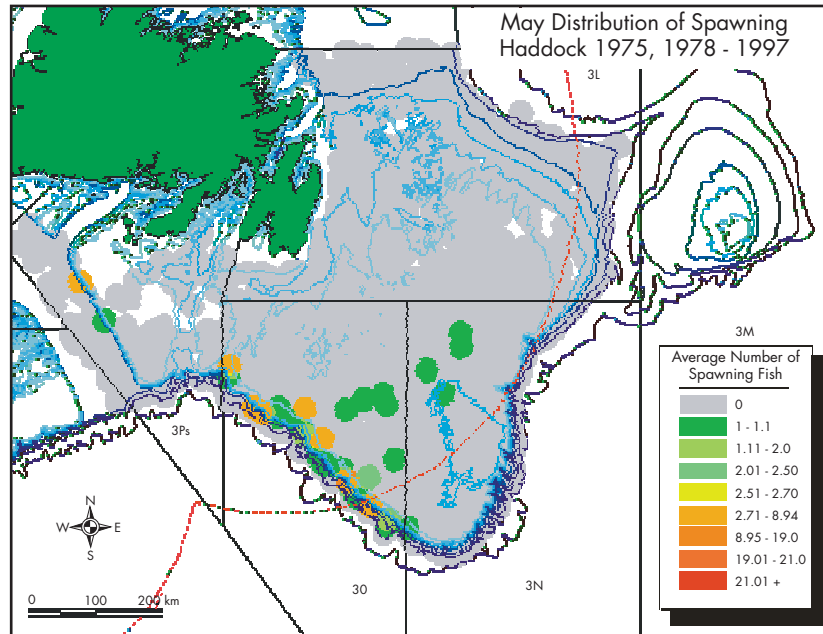 May Distribution of Spawning
Haddock 1975, 1978 - 1997
3L
3M
Average Number of
Spawning Fish
0
1 - 1.1
1.11 - 2.0
2.01 - 2.50
2.51 - 2.70
2.71 - 8.94
8.95 - 19.0
19.01 - 21.0
21.01 +
3Ps
N
W E
S
0 100 200 km
30
3N